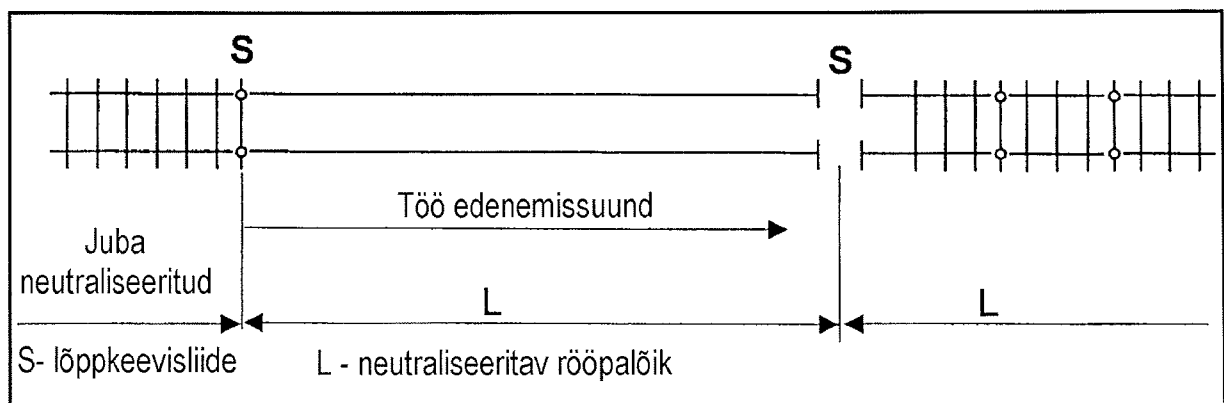 S
S
Töö edenemissuund
Juba
neutraliseeritud
L
L
S- lõppkeevisliide
L - neutraliseeritav rööpalõik